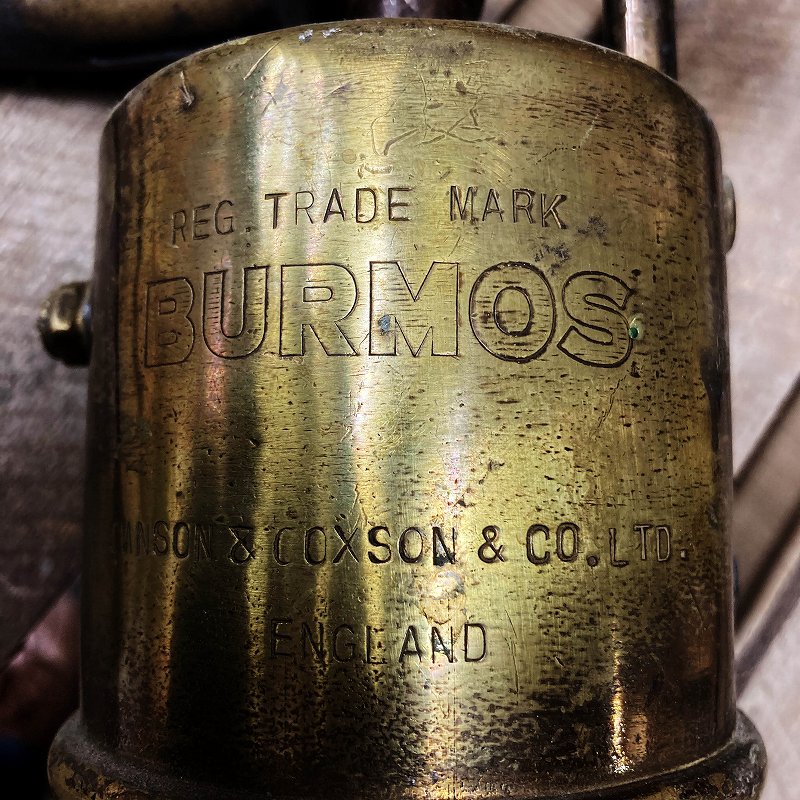 REG. TRADE MARK
BURMOS
& COXSON & CO. LTD.
ENGLAND